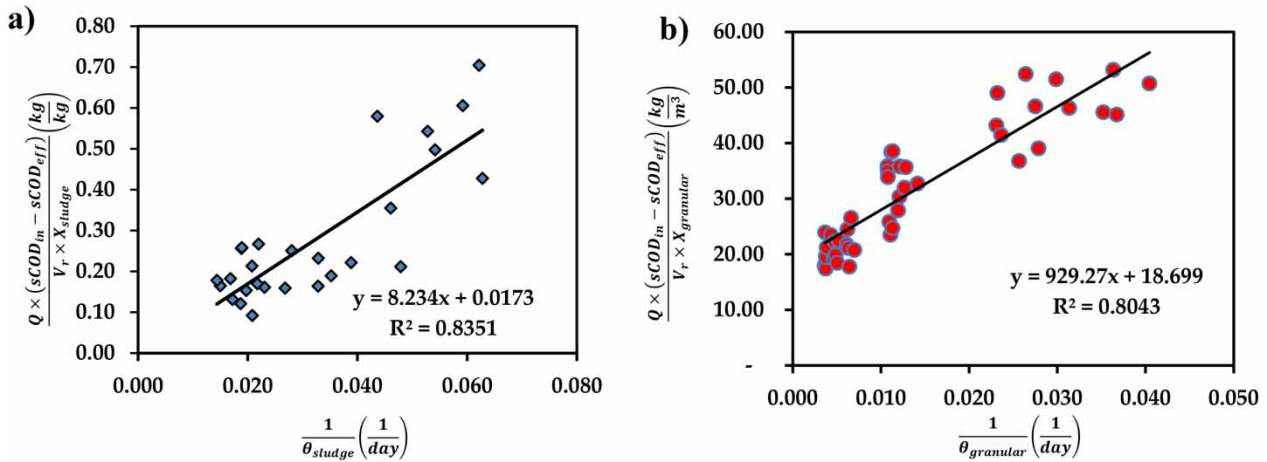 a)
Q × (sCOD_in − sCOD_eff) / V_r × X_sludge (kg/kg)
0.80
0.70
0.60
0.50
0.40
0.30
0.20
0.10
0.00
y = 8.234x + 0.0173
R² = 0.8351
0.000 0.020 0.040 0.060 0.080
1/θ_sludge (1/day)
b)
Q × (sCOD_in − sCOD_eff) / V_r × X_granular (kg/m³)
60.00
50.00
40.00
30.00
20.00
10.00
-
y = 929.27x + 18.699
R² = 0.8043
0.000 0.010 0.020 0.030 0.040 0.050
1/θ_granular (1/day)